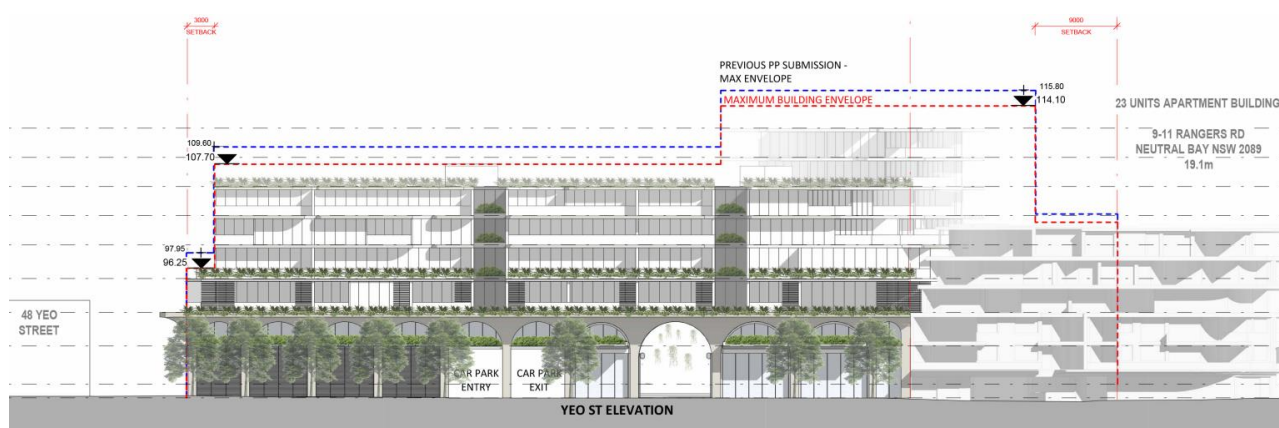 3000
SETBACK
9000
SETBACK
PREVIOUS PP SUBMISSION -
MAX ENVELOPE
115.80
MAXIMUM BUILDING ENVELOPE
114.10
23 UNITS APARTMENT BUILDING
9-11 RANGERS RD
NEUTRAL BAY NSW 2089
19.1m
109.60
107.70
97.95
96.25
48 YEO
STREET
CAR PARK
ENTRY
CAR PARK
EXIT
YEO ST ELEVATION